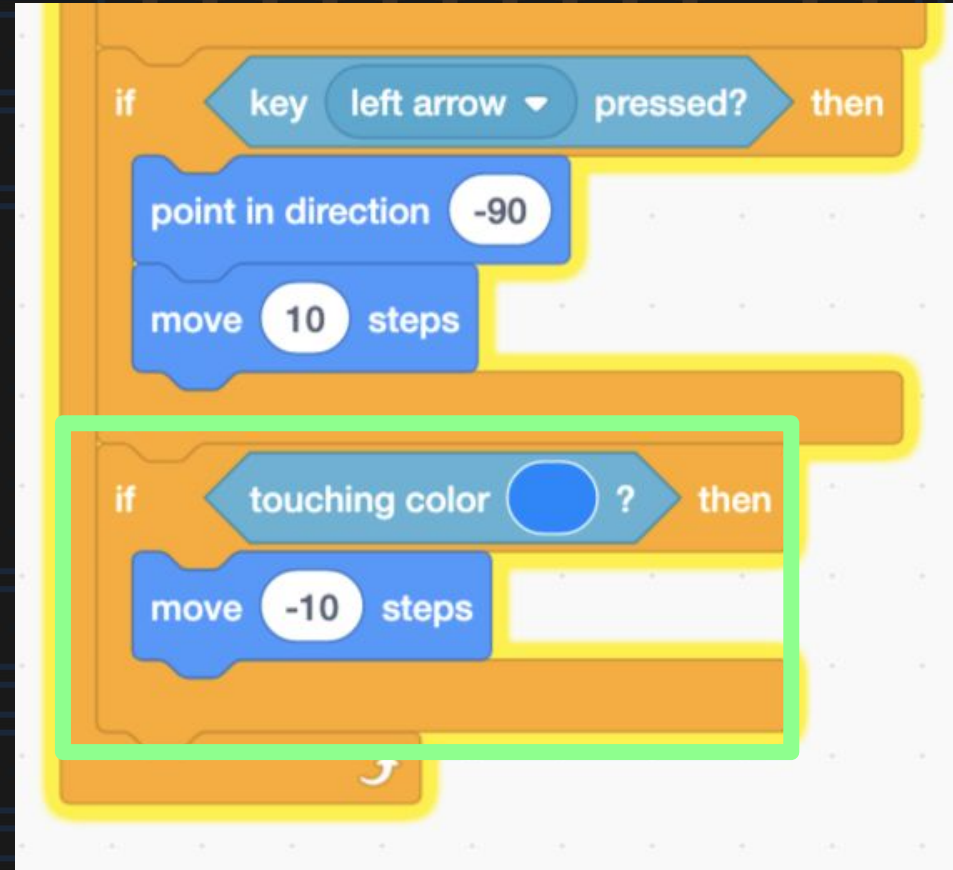 if key left arrow pressed? then
point in direction -90
move 10 steps
if touching color ? then
move -10 steps